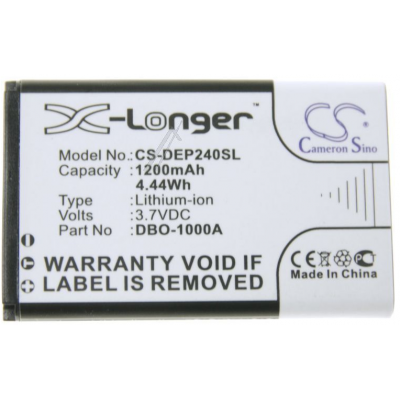 X-Longer
CS
Cameron Sino
Model: CS-DEP240SL
Capacity: 1200mAh
4.44Wh
Type: Lithium-ion
Volts: 3.7VDC
Part-No: DBO-1000A
WARRANTY VOID IF
LABEL IS REMOVED
Made In China
CE